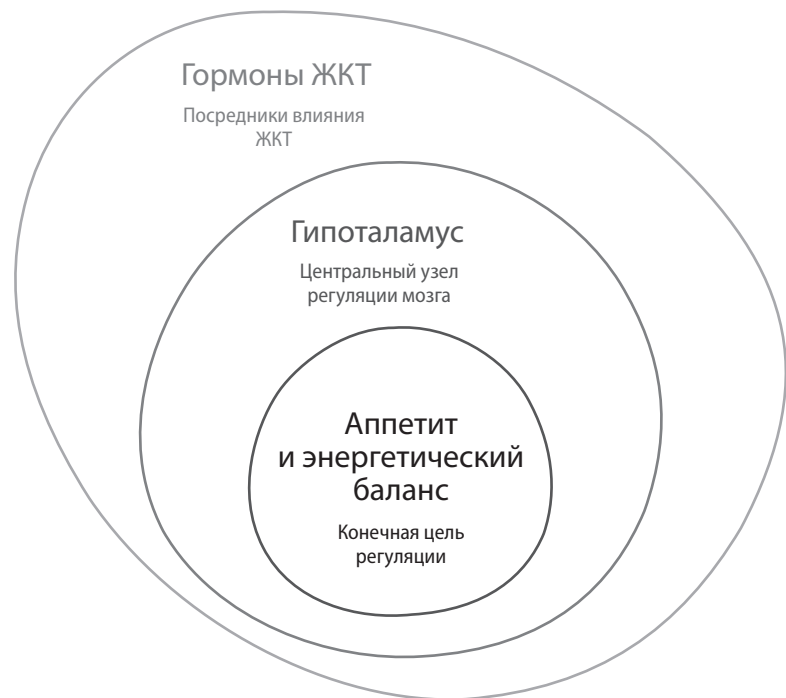 Гормоны ЖКТ
Посредники влияния
ЖКТ
Гипоталамус
Центральный узел
регуляции мозга
Аппетит
и энергетический
баланс
Конечная цель
регуляции